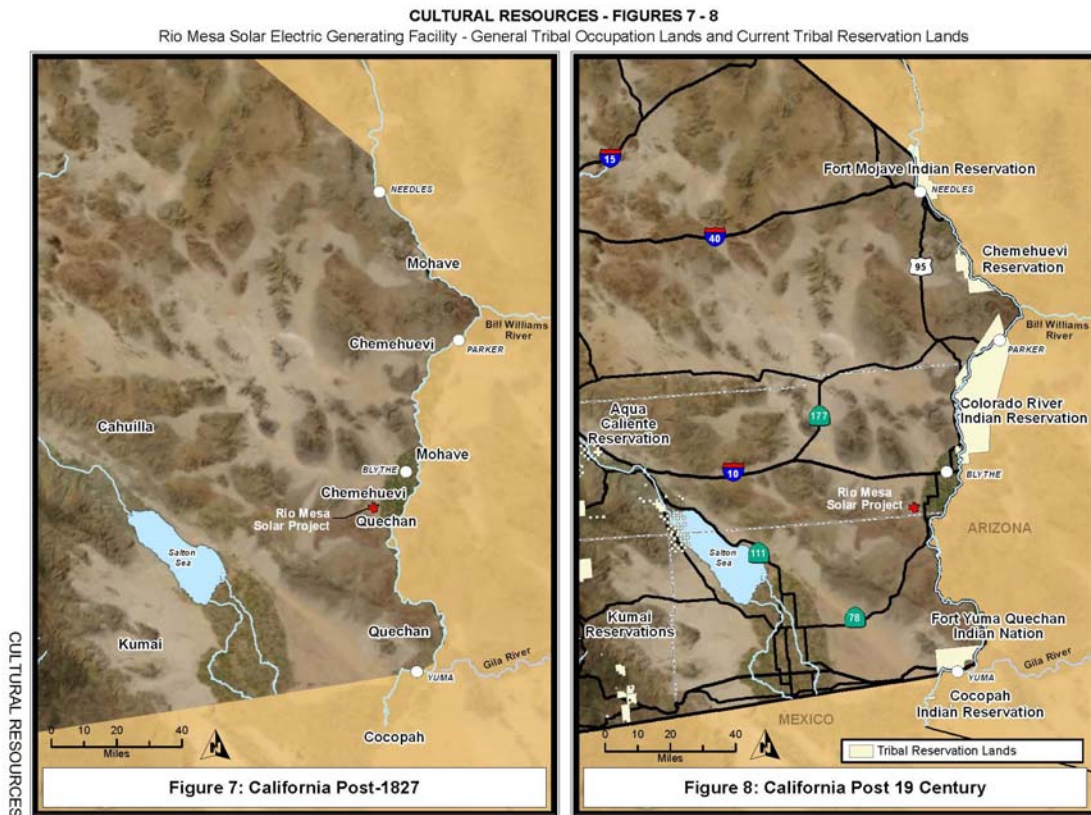 CULTURAL RESOURCES - FIGURES 7 - 8
Rio Mesa Solar Electric Generating Facility - General Tribal Occupation Lands and Current Tribal Reservation Lands
NEEDLES
Mohave
Bill Williams
River
Chemehuevi
PARKER
Cahuilla
Mohave
BLYTHE
Chemehuevi
Rio Mesa
Solar Project
Quechan
Salton
Sea
Kumai
Quechan
Gila River
YUMA
Cocopah
0 10 20 40
Miles
N
Figure 7: California Post-1827
15
Fort Mojave Indian Reservation
NEEDLES
40
95
Chemehuevi
Reservation
Bill Williams
River
PARKER
Colorado River
Indian Reservation
177
Aqua
Caliente
Reservation
10
BLYTHE
Rio Mesa
Solar Project
ARIZONA
Salton
Sea
111
Kumai
Reservations
78
Fort Yuma Quechan
Indian Nation
Gila River
YUMA
Cocopah
Indian Reservation
MEXICO
0 10 20 40
Miles
N
Tribal Reservation Lands
Figure 8: California Post 19 Century
CULTURAL RESOURCES